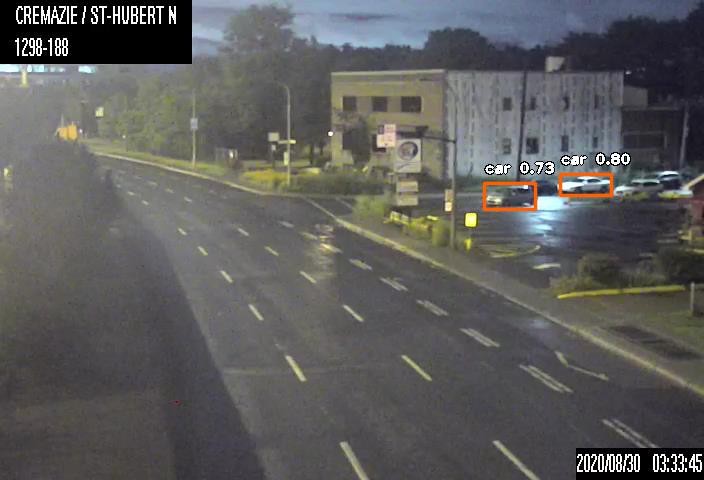 CREMAZIE / ST-HUBERT N
1298-188
car 0.73
car 0.80
2020/08/30 03:33:45